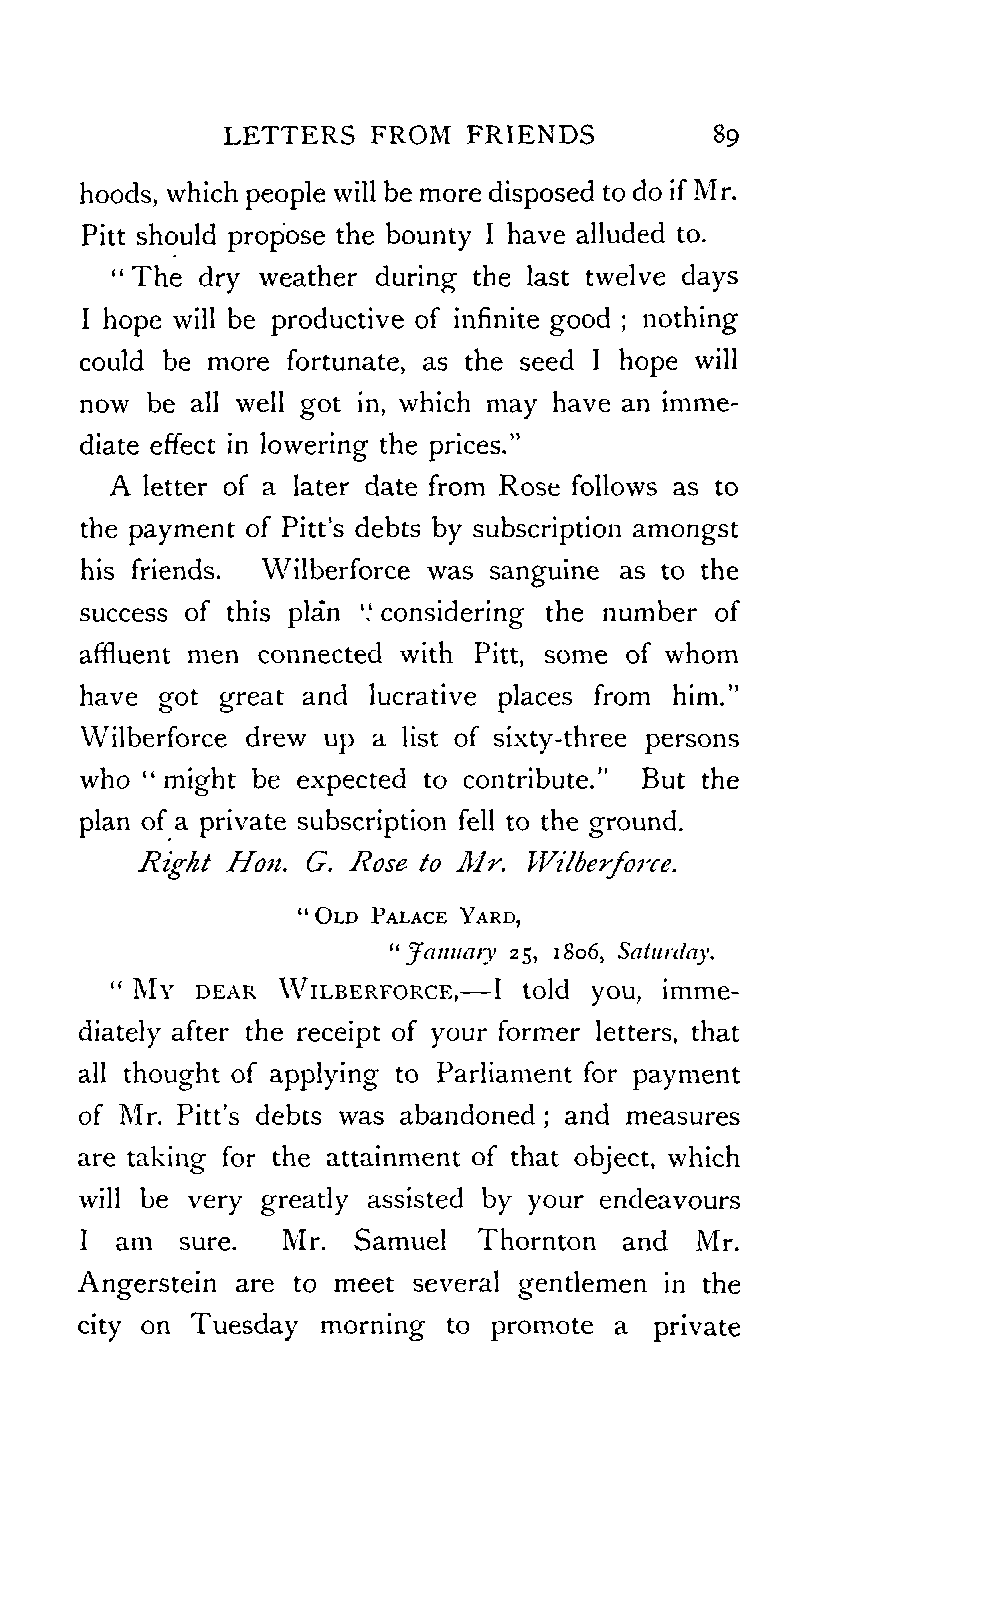 LETTERS FROM FRIENDS 89
hoods, which people will be more disposed to do if Mr.
Pitt should propose the bounty I have alluded to.
"The dry weather during the last twelve days
I hope will be productive of infinite good ; nothing
could be more fortunate, as the seed I hope will
now be all well got in, which may have an imme-
diate effect in lowering the prices."
A letter of a later date from Rose follows as to
the payment of Pitt's debts by subscription amongst
his friends. Wilberforce was sanguine as to the
success of this plan "considering the number of
affluent men connected with Pitt, some of whom
have got great and lucrative places from him."
Wilberforce drew up a list of sixty-three persons
who "might be expected to contribute." But the
plan of a private subscription fell to the ground.
Right Hon. G. Rose to Mr. Wilberforce.
"OLD PALACE YARD,
"January 25, 1806, Saturday.
"MY DEAR WILBERFORCE,—I told you, imme-
diately after the receipt of your former letters, that
all thought of applying to Parliament for payment
of Mr. Pitt's debts was abandoned ; and measures
are taking for the attainment of that object, which
will be very greatly assisted by your endeavours
I am sure. Mr. Samuel Thornton and Mr.
Angerstein are to meet several gentlemen in the
city on Tuesday morning to promote a private